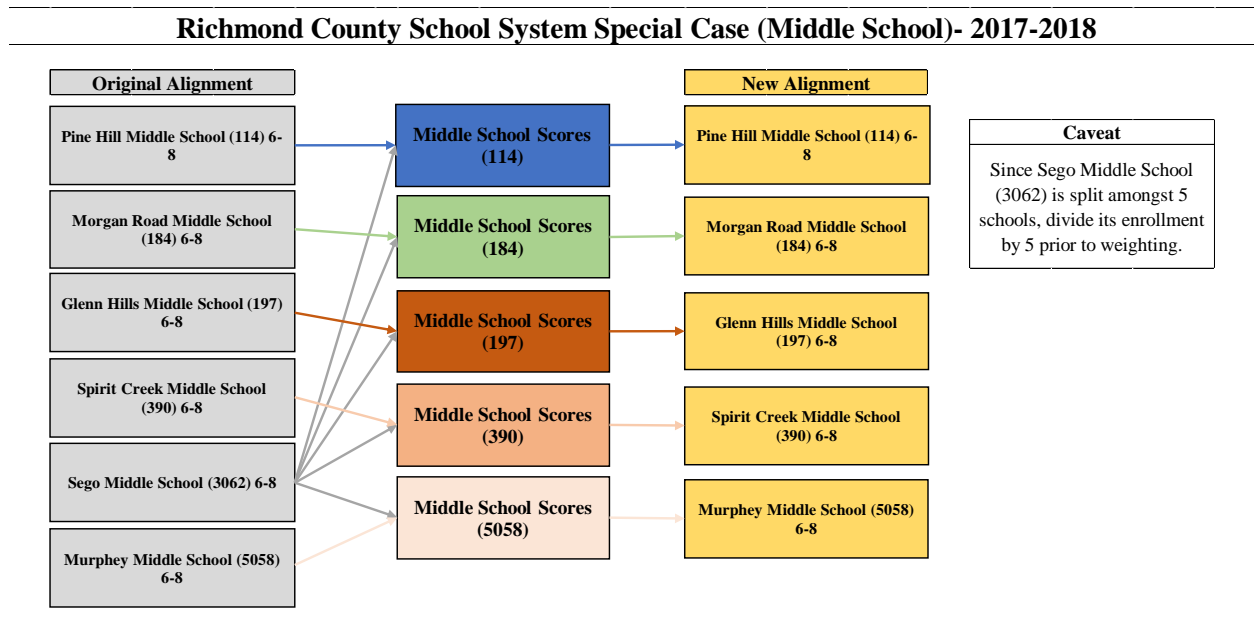 Richmond County School System Special Case (Middle School)- 2017-2018
Original Alignment
Pine Hill Middle School (114) 6-
8
Morgan Road Middle School
(184) 6-8
Glenn Hills Middle School (197)
6-8
Spirit Creek Middle School
(390) 6-8
Sego Middle School (3062) 6-8
Murphey Middle School (5058)
6-8
Middle School Scores
(114)
Middle School Scores
(184)
Middle School Scores
(197)
Middle School Scores
(390)
Middle School Scores
(5058)
New Alignment
Pine Hill Middle School (114) 6-
8
Morgan Road Middle School
(184) 6-8
Glenn Hills Middle School
(197) 6-8
Spirit Creek Middle School
(390) 6-8
Murphey Middle School (5058)
6-8
Caveat
Since Sego Middle School
(3062) is split amongst 5
schools, divide its enrollment
by 5 prior to weighting.